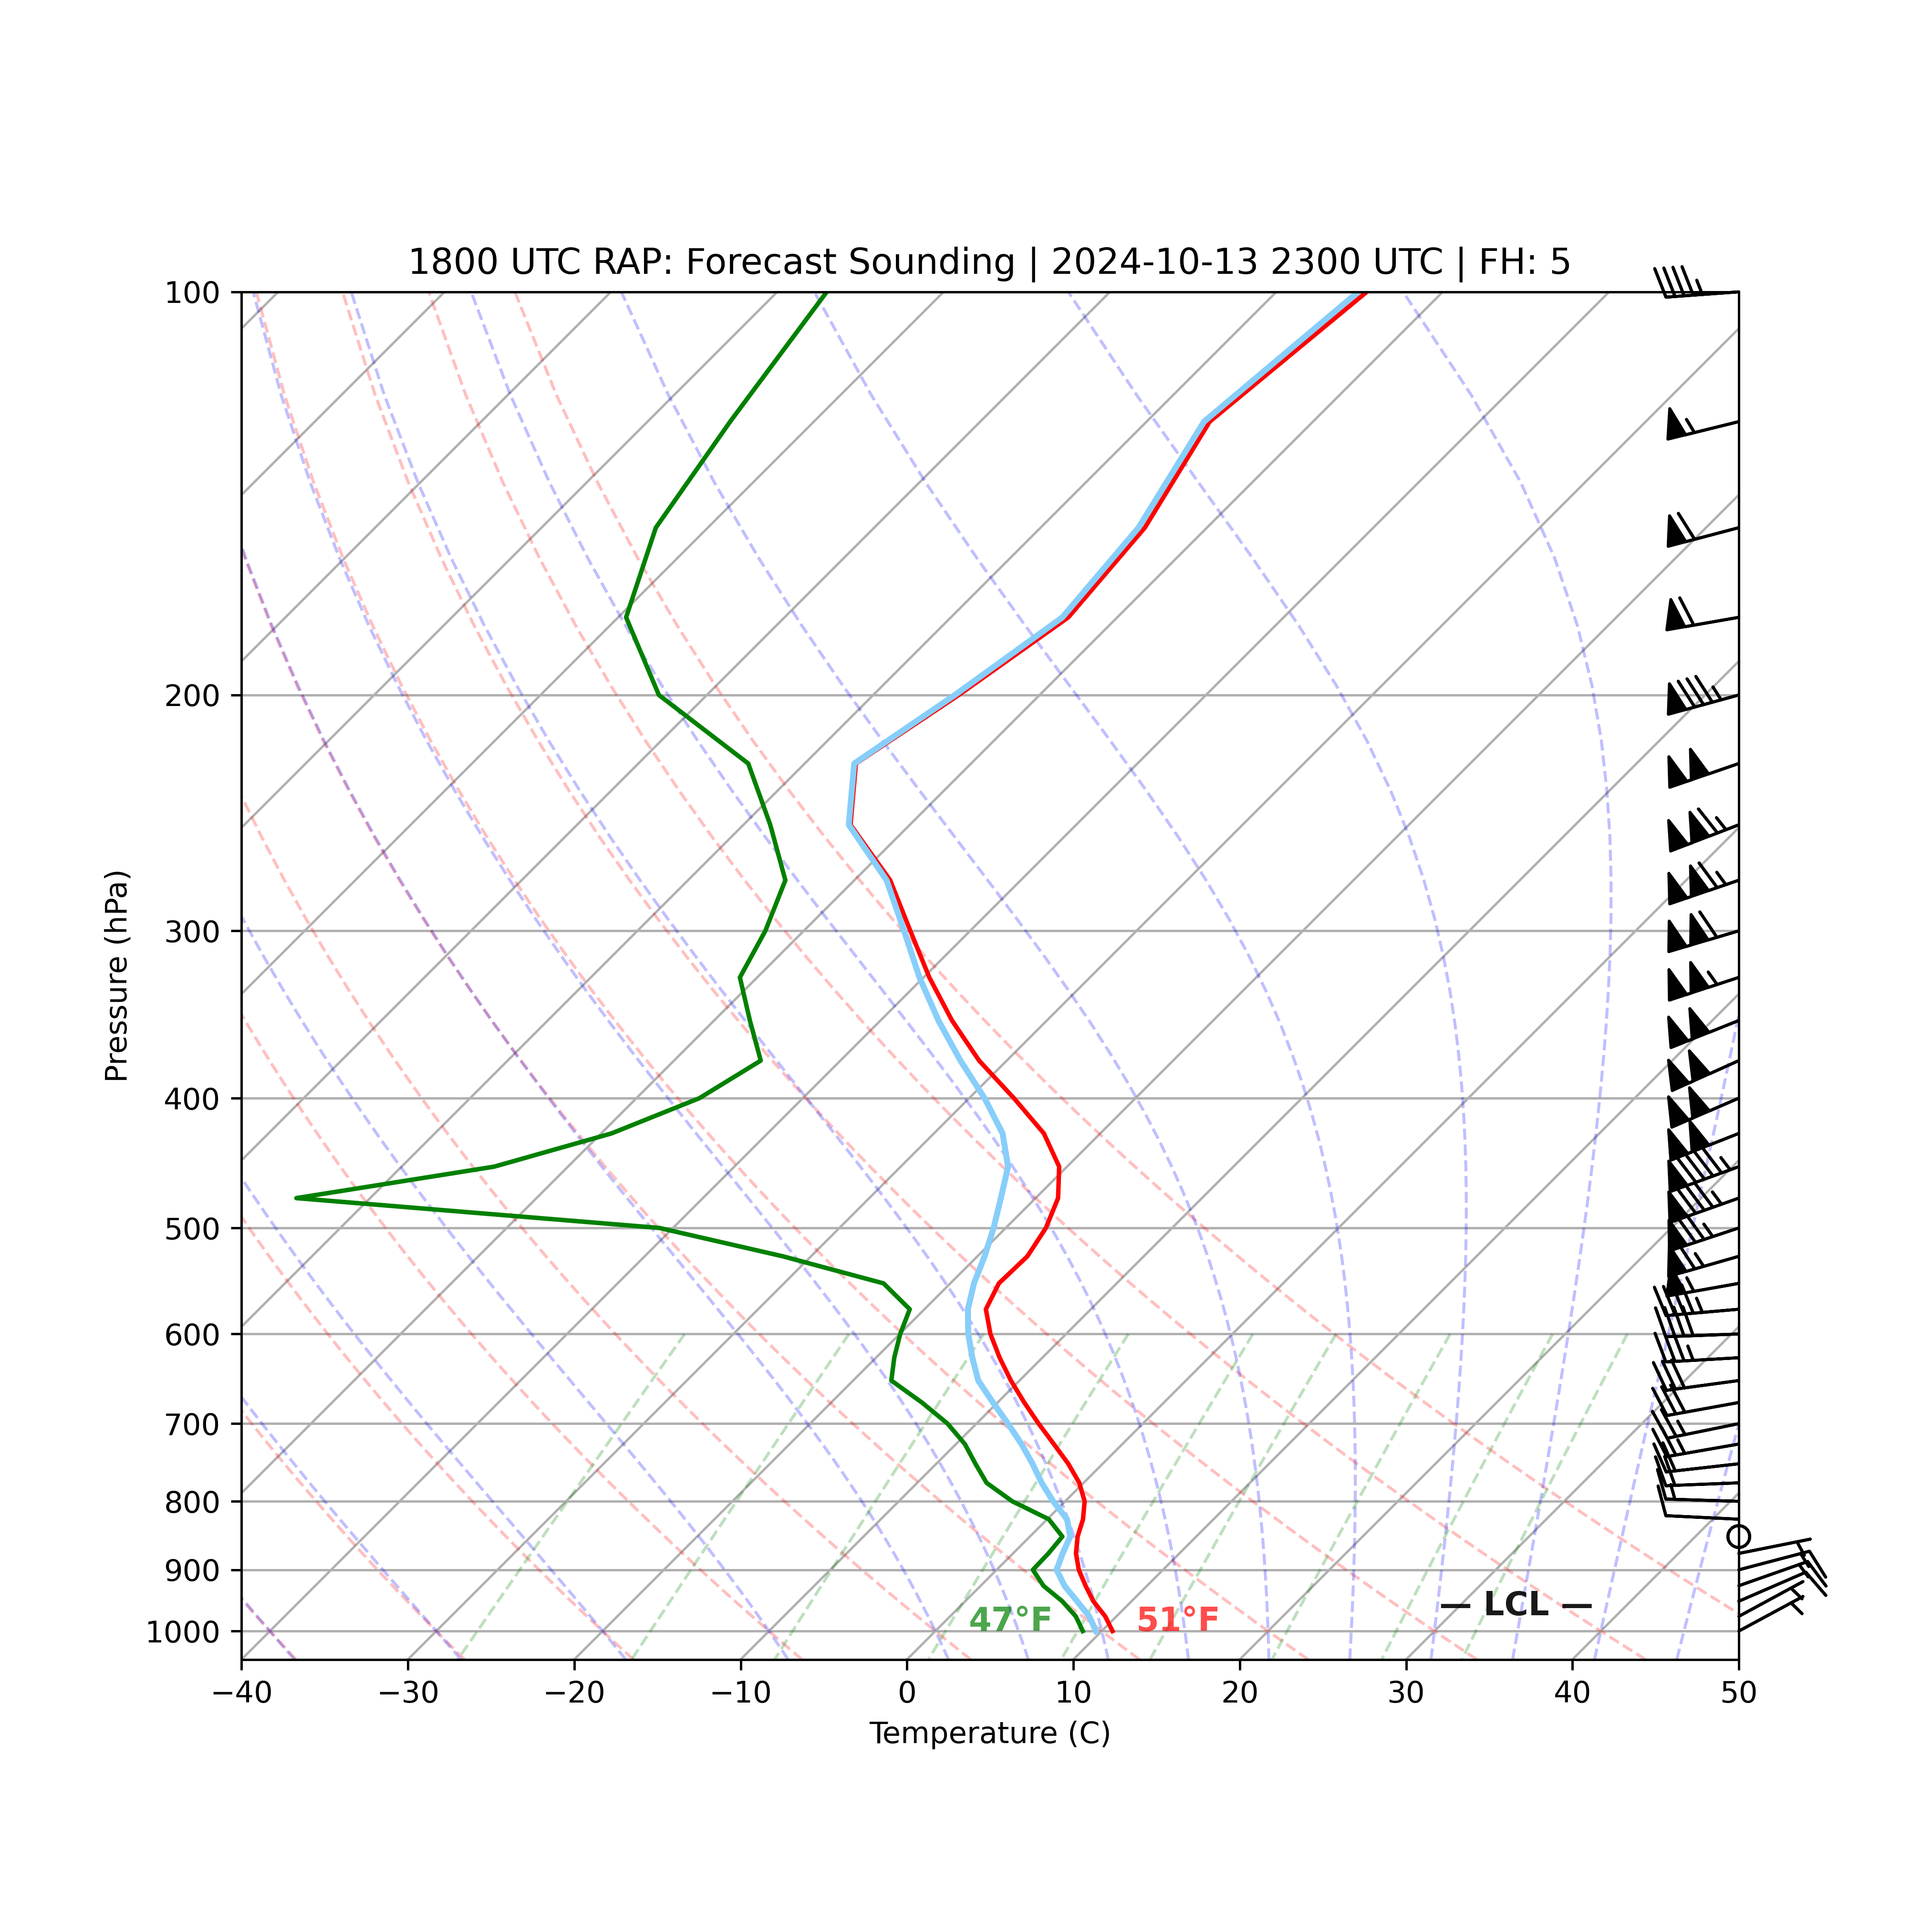 1800 UTC RAP: Forecast Sounding | 2024-10-13 2300 UTC | FH: 5
100
200
300
400
500
600
700
800
900
1000
Pressure (hPa)
47°F
51°F
— LCL —
−40 −30 −20 −10 0 10 20 30 40 50
Temperature (C)